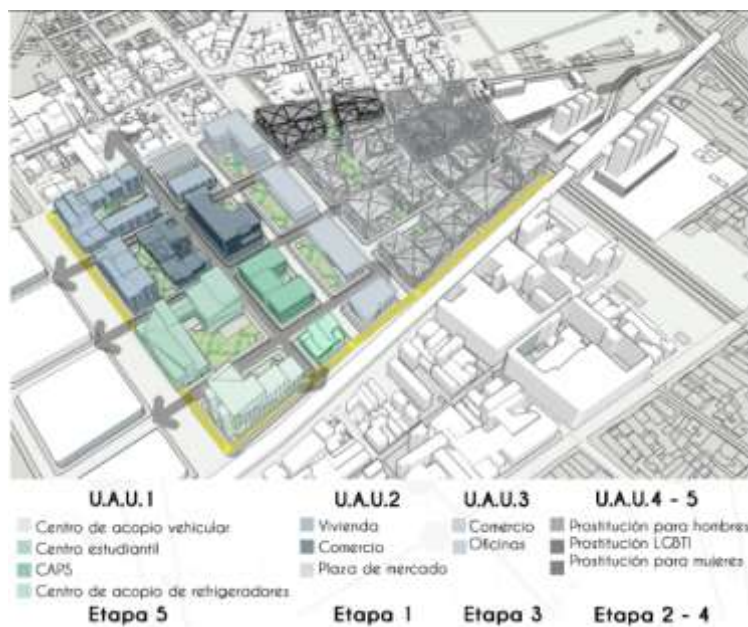 U.A.U.1
Centro de acopio vehicular
Centro estudiantil
CAPS
Centro de acopio de refrigeradores
Etapa 5
U.A.U.2
Vivienda
Comercio
Plaza de mercado
Etapa 1
U.A.U.3
Comercio
Oficinas
Etapa 3
U.A.U.4 - 5
Prostitución para hombres
Prostitución LGBTI
Prostitución para mujeres
Etapa 2 - 4